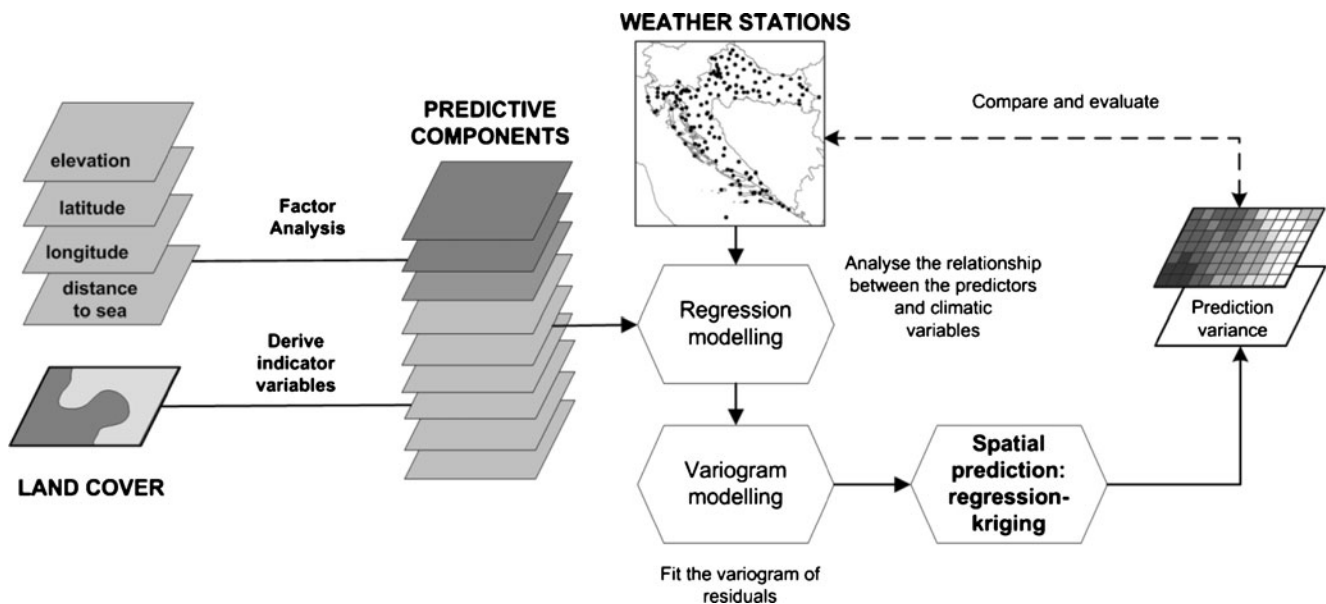 WEATHER STATIONS
PREDICTIVE
COMPONENTS
elevation
latitude
longitude
distance
to sea
Factor
Analysis
Derive
indicator
variables
LAND COVER
Compare and evaluate
Analyse the relationship
between the predictors
and climatic
variables
Regression
modelling
Variogram
modelling
Fit the variogram of
residuals
Spatial
prediction:
regression-
kriging
Prediction
variance